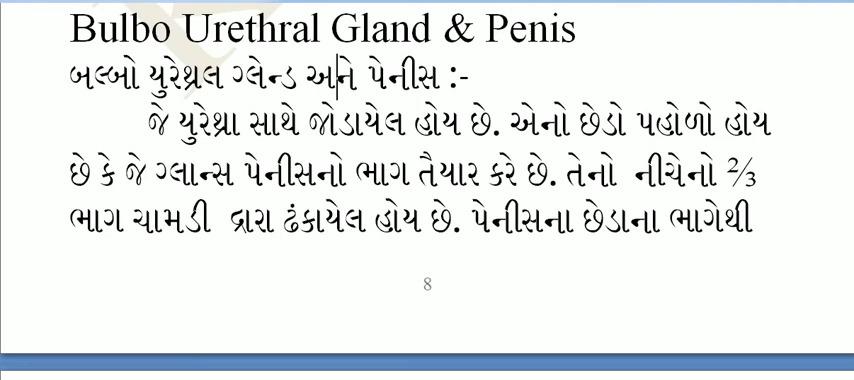 Bulbo Urethral Gland & Penis
બલ્બો યુરેથ્રલ ગ્લેન્ડ અને પેનીસ :-
જે યુરેથ્રા સાથે જોડાયેલ હોય છે. એનો છેડો પહોળો હોય
છે કે જે ગ્લાન્સ પેનીસનો ભાગ તૈયાર કરે છે. તેનો નીચેનો ⅔
ભાગ ચામડી દ્રારા ઢંકાયેલ હોય છે. પેનીસના છેડાના ભાગેથી
8